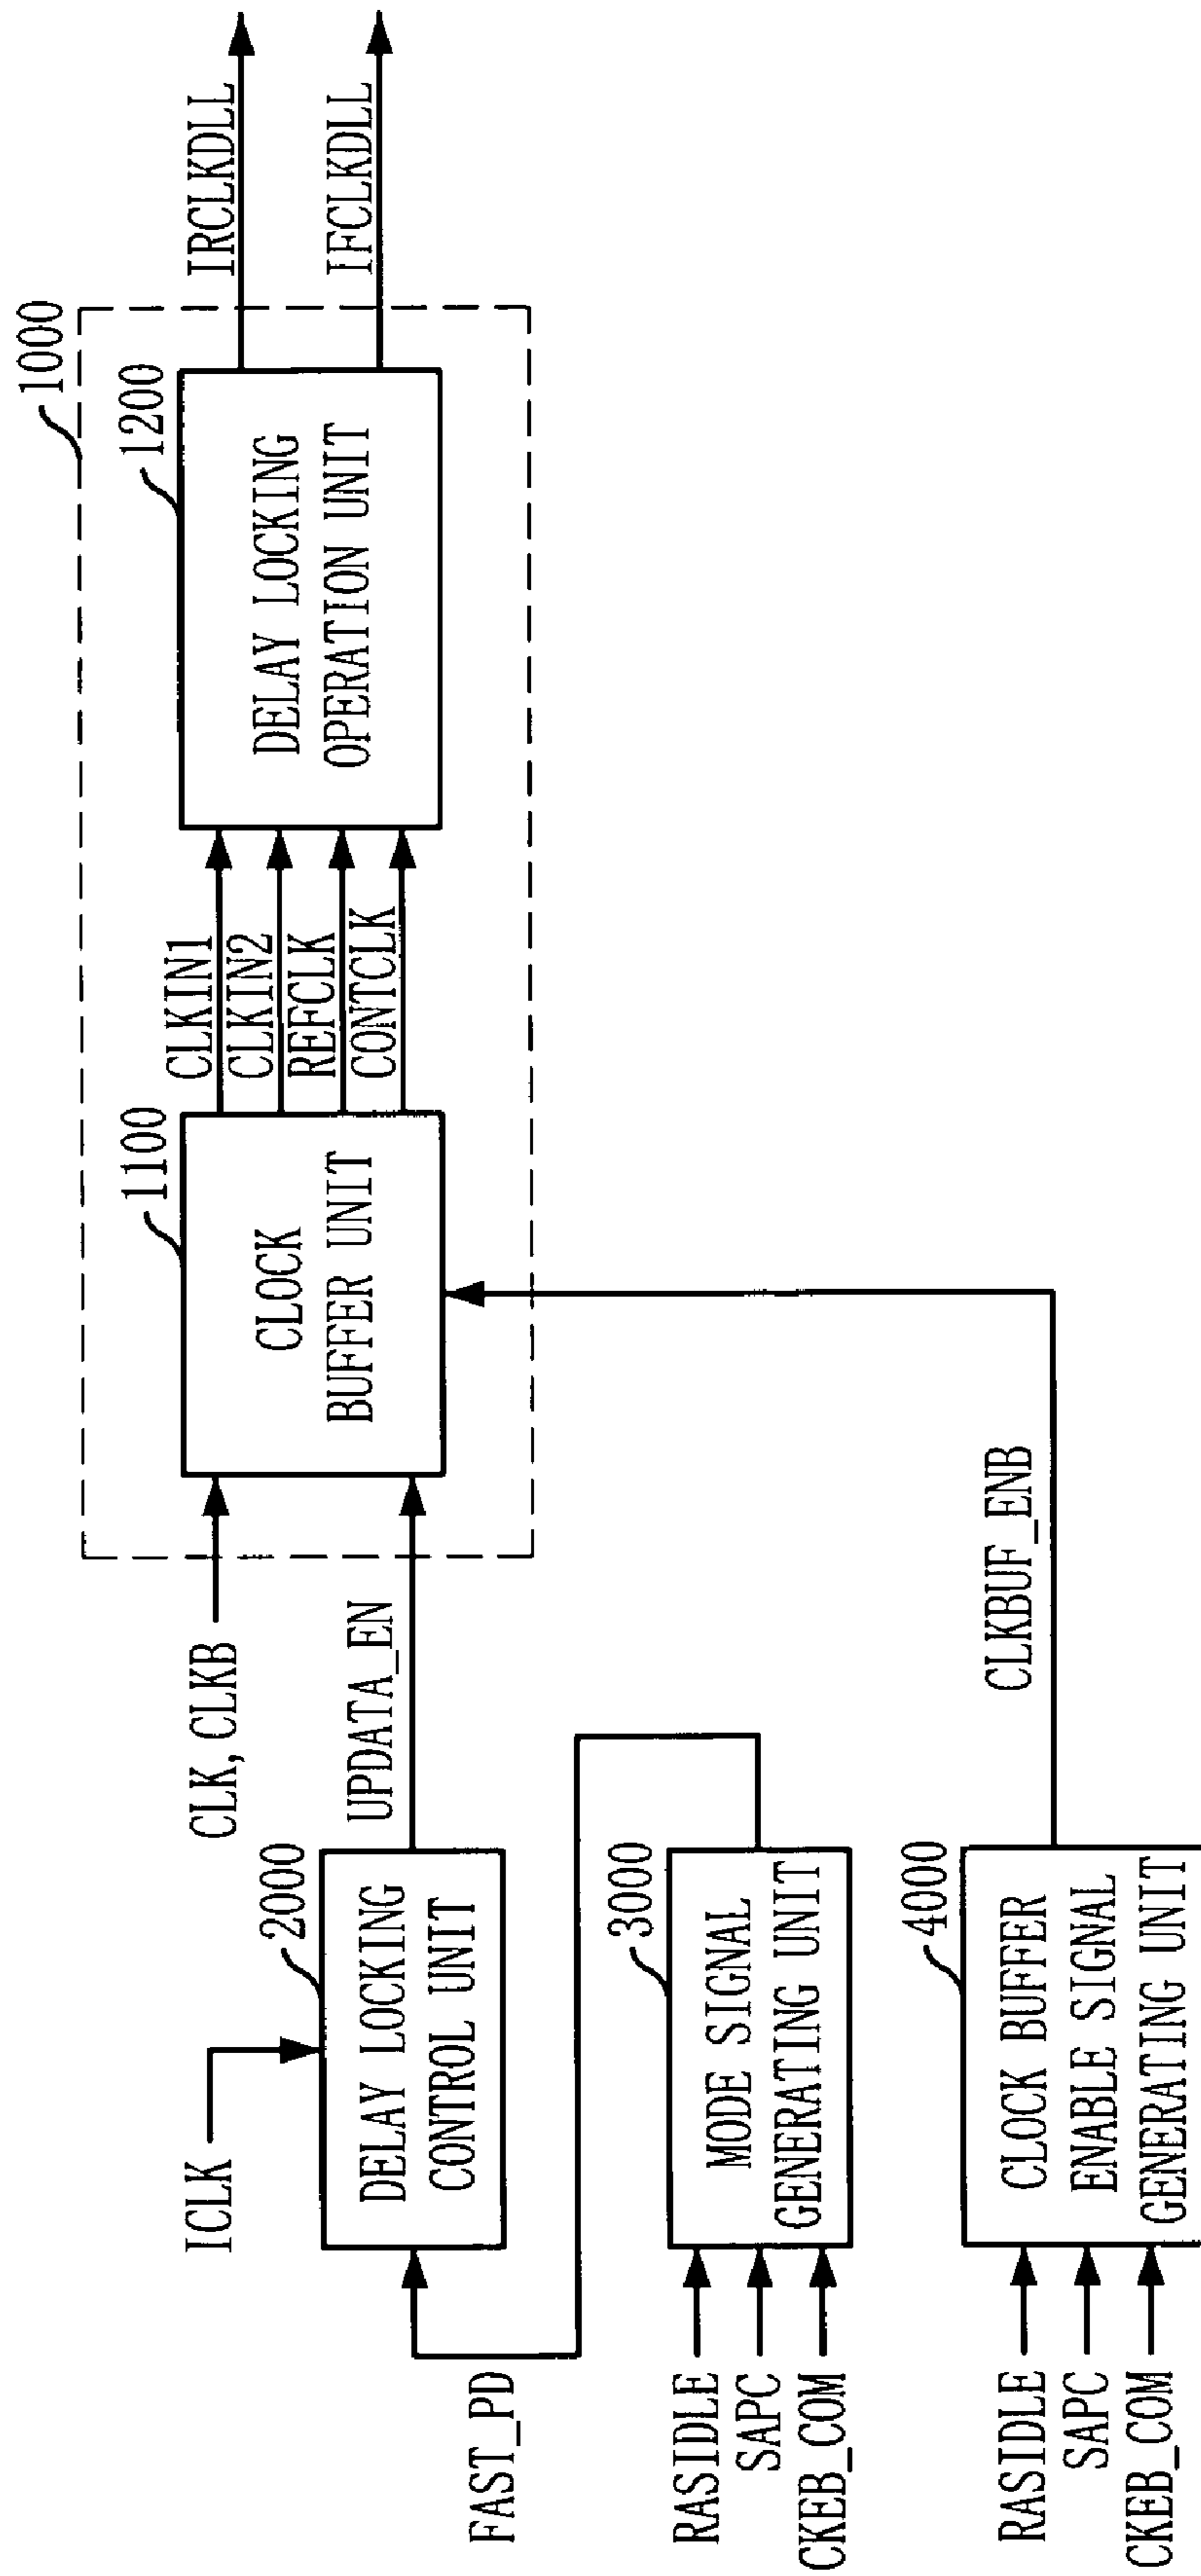 1000
1200
DELAY LOCKING
OPERATION UNIT
IRCLKDLL
IFCLKDLL
CLKIN1
CLKIN2
REFCLK
CONTCLK
1100
CLOCK
BUFFER UNIT
CLK, CLKB
UPDATA_EN
ICLK
2000
DELAY LOCKING
CONTROL UNIT
FAST_PD
3000
MODE SIGNAL
GENERATING UNIT
RASIDLE
SAPC
CKEB_COM
CLKBUF_ENB
4000
CLOCK BUFFER
ENABLE SIGNAL
GENERATING UNIT
RASIDLE
SAPC
CKEB_COM